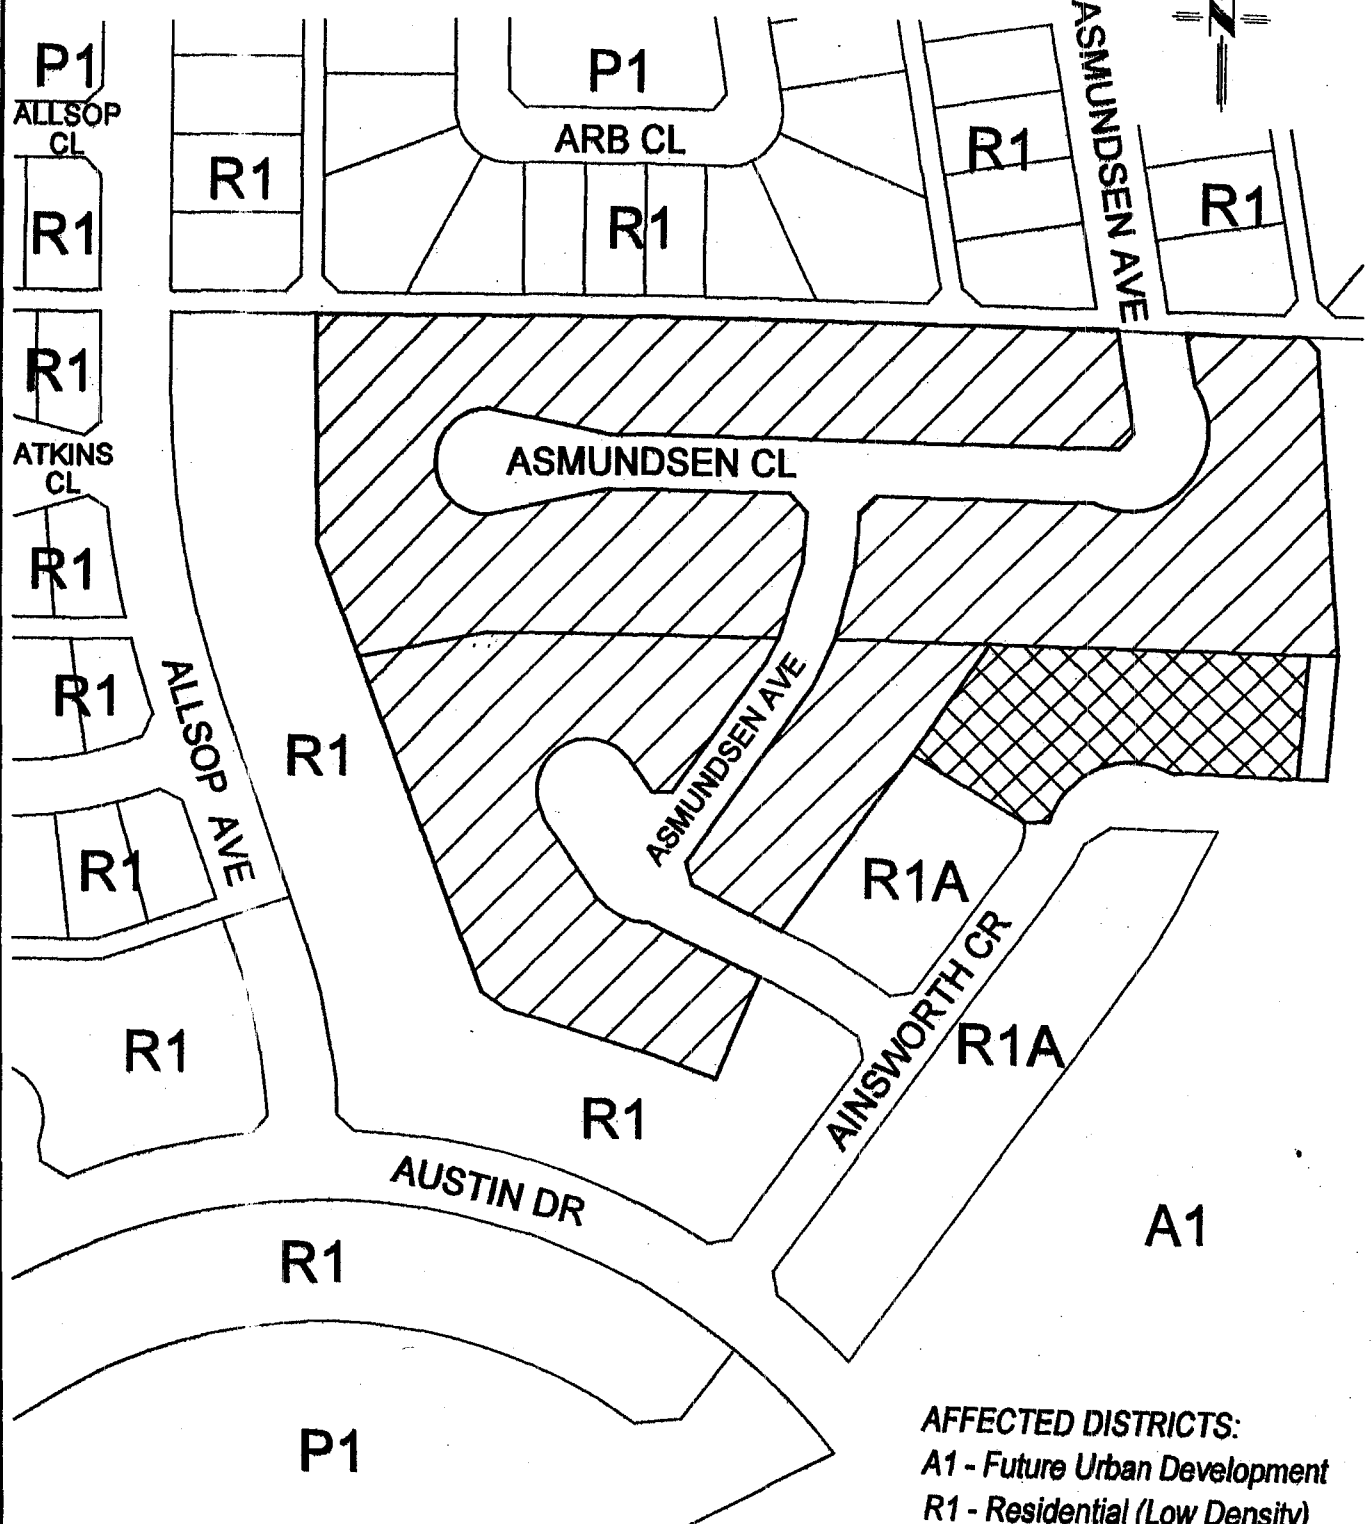 P1
ALLSOP
CL
R1
R1
P1
ARB CL
R1
R1
ASMUNDSEN AVE
R1
R1
ATKINS
CL
ASMUNDSEN CL
R1
R1
ALLSOP AVE
R1
ASMUNDSEN AVE
R1
R1A
AINSWORTH CR
R1A
R1
R1
AUSTIN DR
A1
R1
P1
AFFECTED DISTRICTS:
A1 - Future Urban Development
R1 - Residential (Low Density)